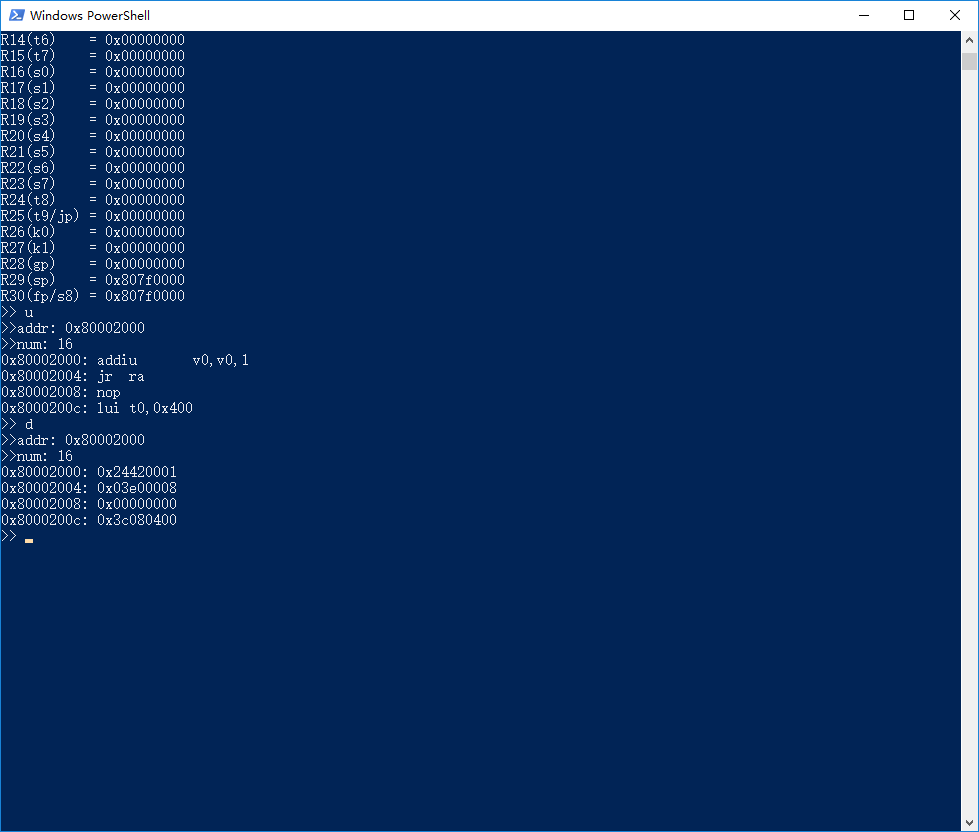 Windows PowerShell
R14(t6)    = 0x00000000
R15(t7)    = 0x00000000
R16(s0)    = 0x00000000
R17(s1)    = 0x00000000
R18(s2)    = 0x00000000
R19(s3)    = 0x00000000
R20(s4)    = 0x00000000
R21(s5)    = 0x00000000
R22(s6)    = 0x00000000
R23(s7)    = 0x00000000
R24(t8)    = 0x00000000
R25(t9/jp) = 0x00000000
R26(k0)    = 0x00000000
R27(k1)    = 0x00000000
R28(gp)    = 0x00000000
R29(sp)    = 0x807f0000
R30(fp/s8) = 0x807f0000
>> u
>>addr: 0x80002000
>>num: 16
0x80002000: addiu       v0,v0,1
0x80002004: jr  ra
0x80002008: nop
0x8000200c: lui t0,0x400
>> d
>>addr: 0x80002000
>>num: 16
0x80002000: 0x24420001
0x80002004: 0x03e00008
0x80002008: 0x00000000
0x8000200c: 0x3c080400
>>